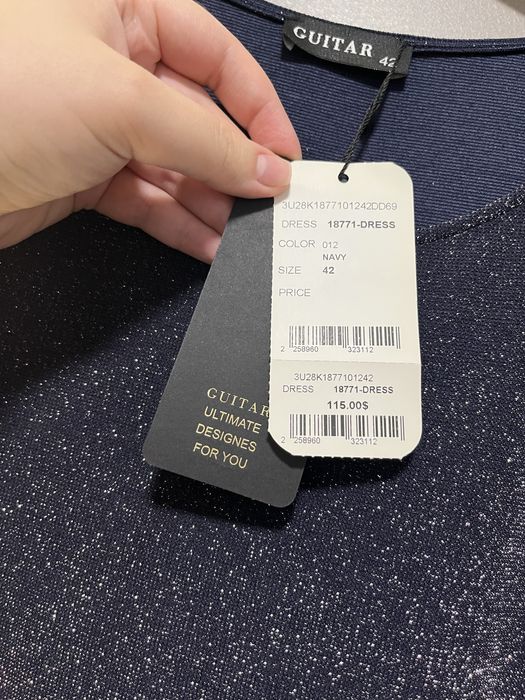 GUITAR
42
3U28K1877101242DD69
DRESS 18771-DRESS
COLOR 012
NAVY
SIZE 42
PRICE
2 258960 323112
3U28K1877101242
DRESS 18771-DRESS
115.00$
2 258960 323112
GUITAR
ULTIMATE
DESIGNES
FOR YOU